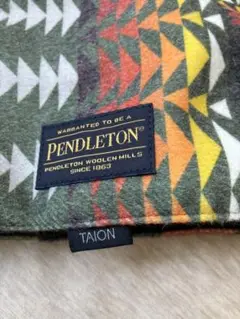 WARRANTED TO BE A
PENDLETON®
PENDLETON WOOLEN MILLS
SINCE 1863
TAION